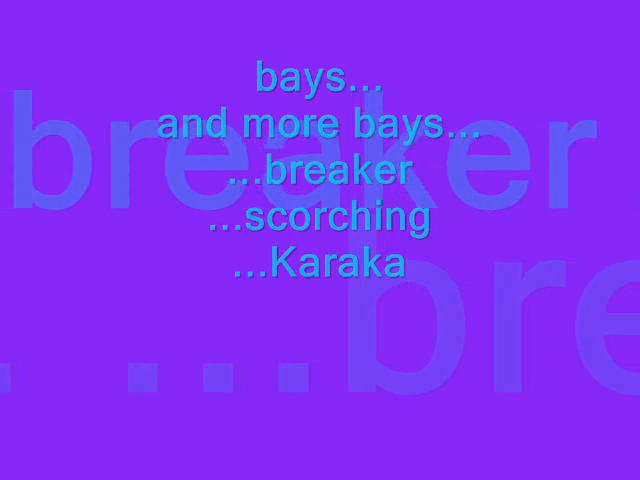 bays...
and more bays...
...breaker
...scorching
...Karaka
breaker
. ...bre